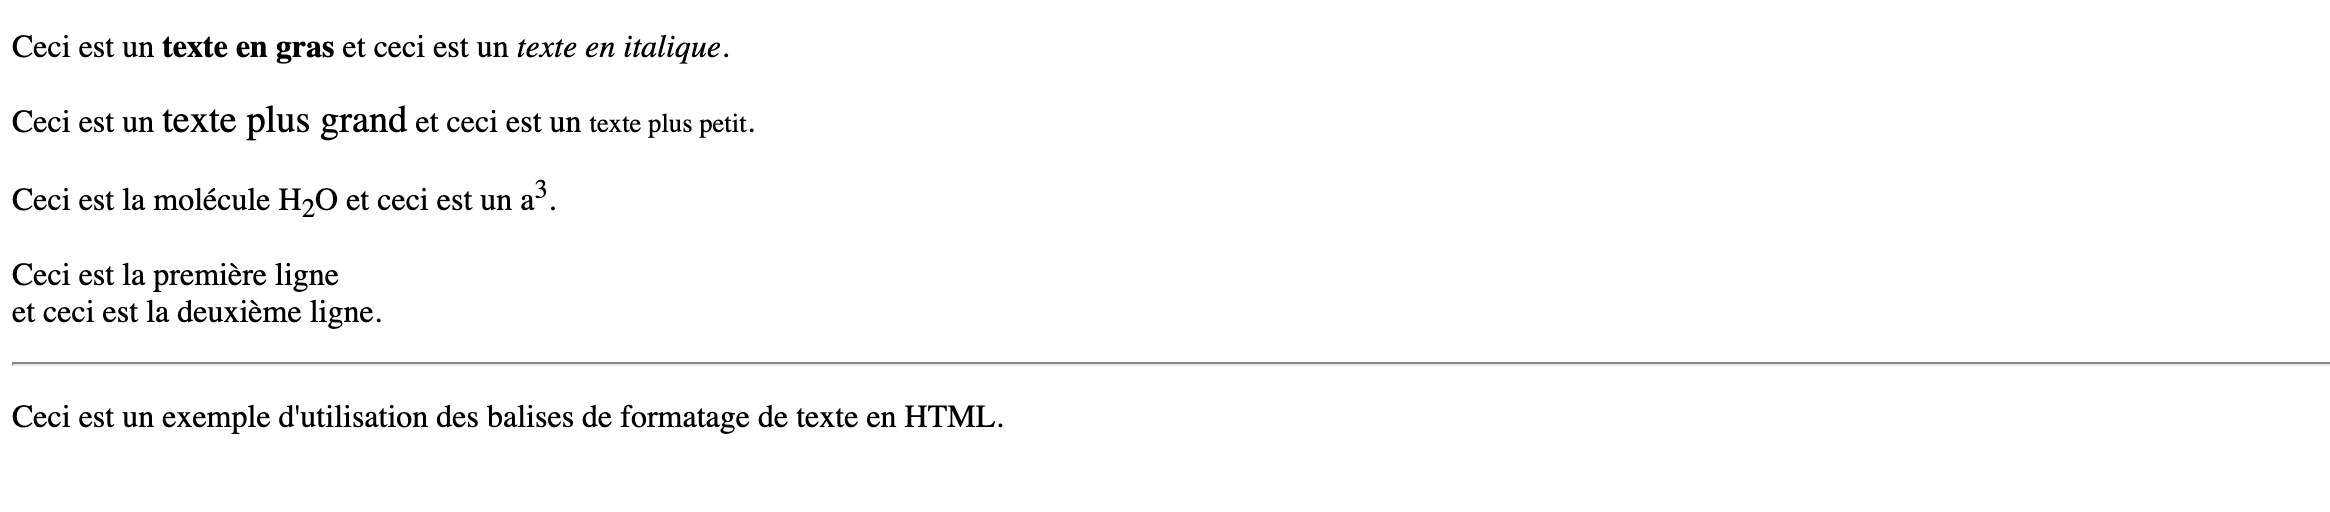 Ceci est un texte en gras et ceci est un texte en italique.
Ceci est un texte plus grand et ceci est un texte plus petit.
Ceci est la molécule H₂O et ceci est un a³.
Ceci est la première ligne
et ceci est la deuxième ligne.
Ceci est un exemple d'utilisation des balises de formatage de texte en HTML.